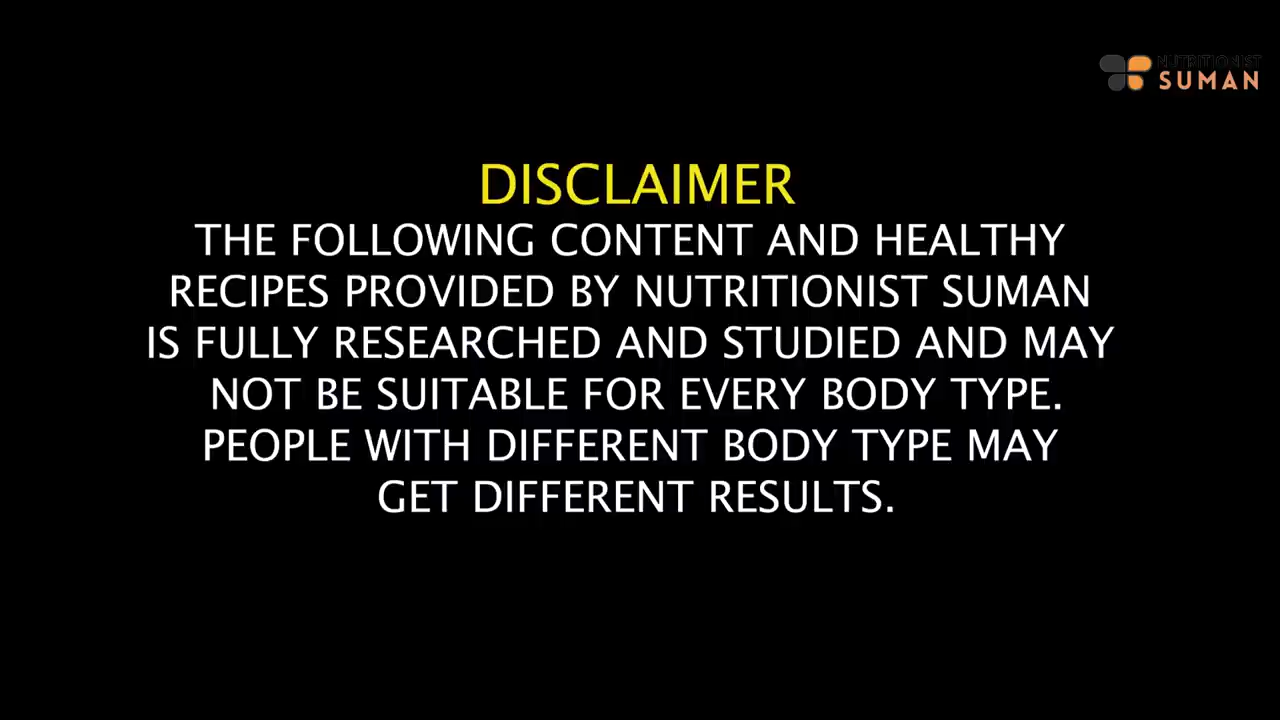 NUTRITIONIST
SUMAN
DISCLAIMER
THE FOLLOWING CONTENT AND HEALTHY
RECIPES PROVIDED BY NUTRITIONIST SUMAN
IS FULLY RESEARCHED AND STUDIED AND MAY
NOT BE SUITABLE FOR EVERY BODY TYPE.
PEOPLE WITH DIFFERENT BODY TYPE MAY
GET DIFFERENT RESULTS.